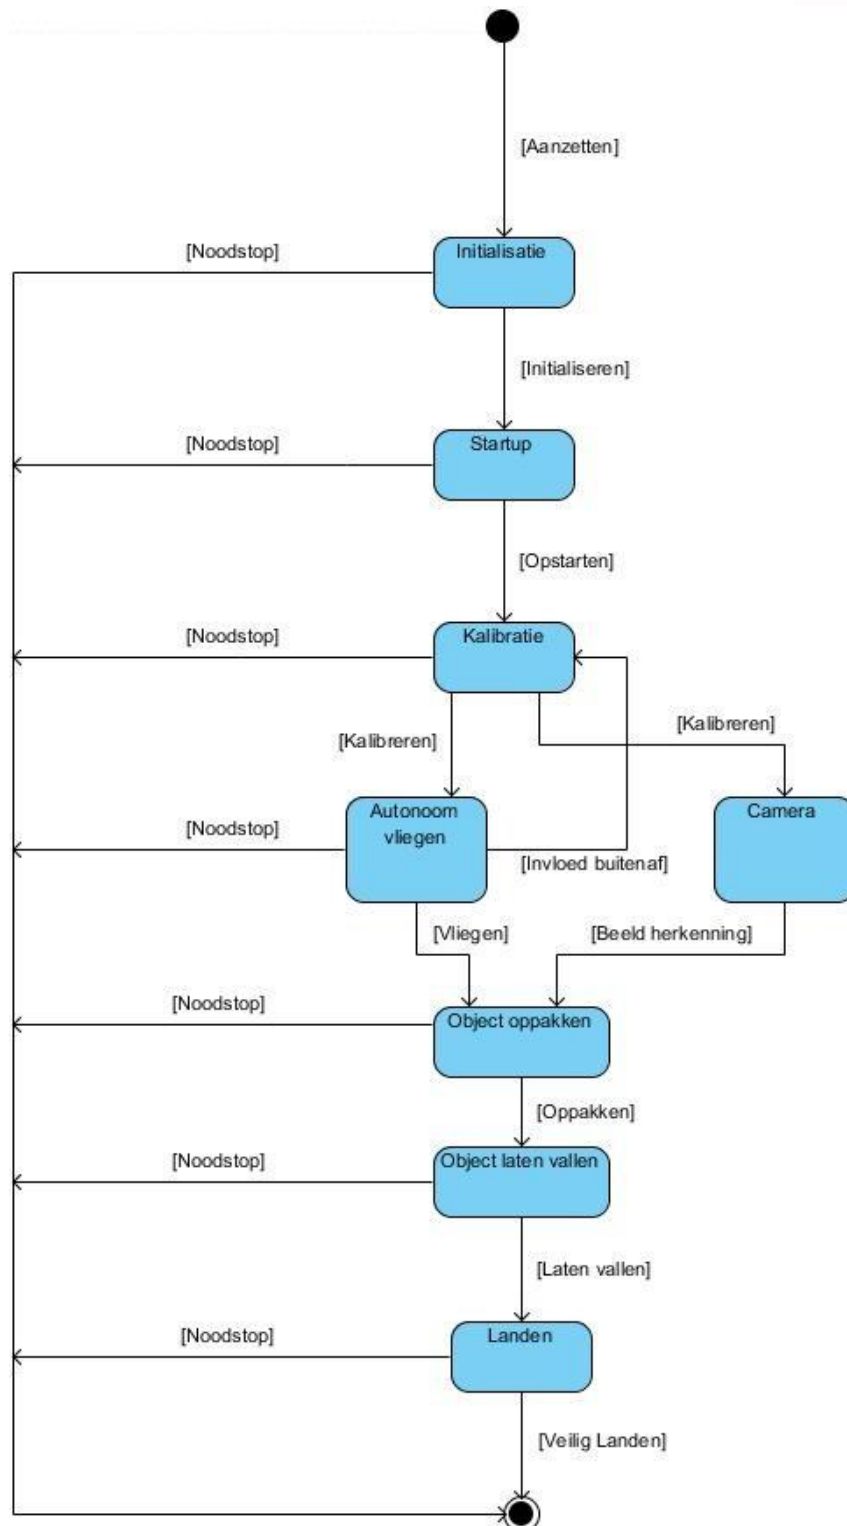 [Aanzetten]
[Noodstop]
Initialisatie
[Initialiseren]
[Noodstop]
Startup
[Opstarten]
[Noodstop]
Kalibratie
[Kalibreren]
[Kalibreren]
[Noodstop]
Autonoom
vliegen
[Invloed buitenaf]
Camera
[Vliegen]
[Beeld herkenning]
[Noodstop]
Object oppakken
[Oppakken]
[Noodstop]
Object laten vallen
[Laten vallen]
[Noodstop]
Landen
[Veilig Landen]